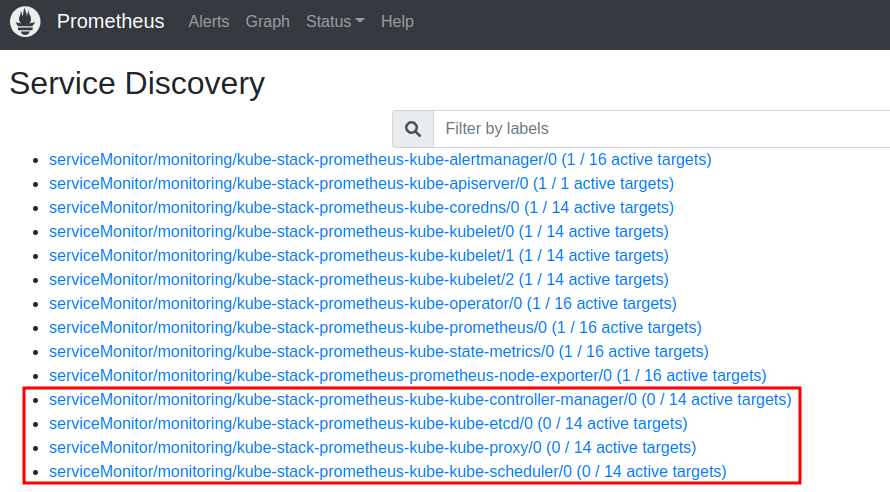 Prometheus Alerts Graph Status Help
Service Discovery
Filter by labels
serviceMonitor/monitoring/kube-stack-prometheus-kube-alertmanager/0 (1 / 16 active targets)
serviceMonitor/monitoring/kube-stack-prometheus-kube-apiserver/0 (1 / 1 active targets)
serviceMonitor/monitoring/kube-stack-prometheus-kube-coredns/0 (1 / 14 active targets)
serviceMonitor/monitoring/kube-stack-prometheus-kube-kubelet/0 (1 / 14 active targets)
serviceMonitor/monitoring/kube-stack-prometheus-kube-kubelet/1 (1 / 14 active targets)
serviceMonitor/monitoring/kube-stack-prometheus-kube-kubelet/2 (1 / 14 active targets)
serviceMonitor/monitoring/kube-stack-prometheus-kube-operator/0 (1 / 16 active targets)
serviceMonitor/monitoring/kube-stack-prometheus-kube-prometheus/0 (1 / 16 active targets)
serviceMonitor/monitoring/kube-stack-prometheus-kube-state-metrics/0 (1 / 16 active targets)
serviceMonitor/monitoring/kube-stack-prometheus-prometheus-node-exporter/0 (1 / 16 active targets)
serviceMonitor/monitoring/kube-stack-prometheus-kube-kube-controller-manager/0 (0 / 14 active targets)
serviceMonitor/monitoring/kube-stack-prometheus-kube-kube-etcd/0 (0 / 14 active targets)
serviceMonitor/monitoring/kube-stack-prometheus-kube-kube-proxy/0 (0 / 14 active targets)
serviceMonitor/monitoring/kube-stack-prometheus-kube-kube-scheduler/0 (0 / 14 active targets)